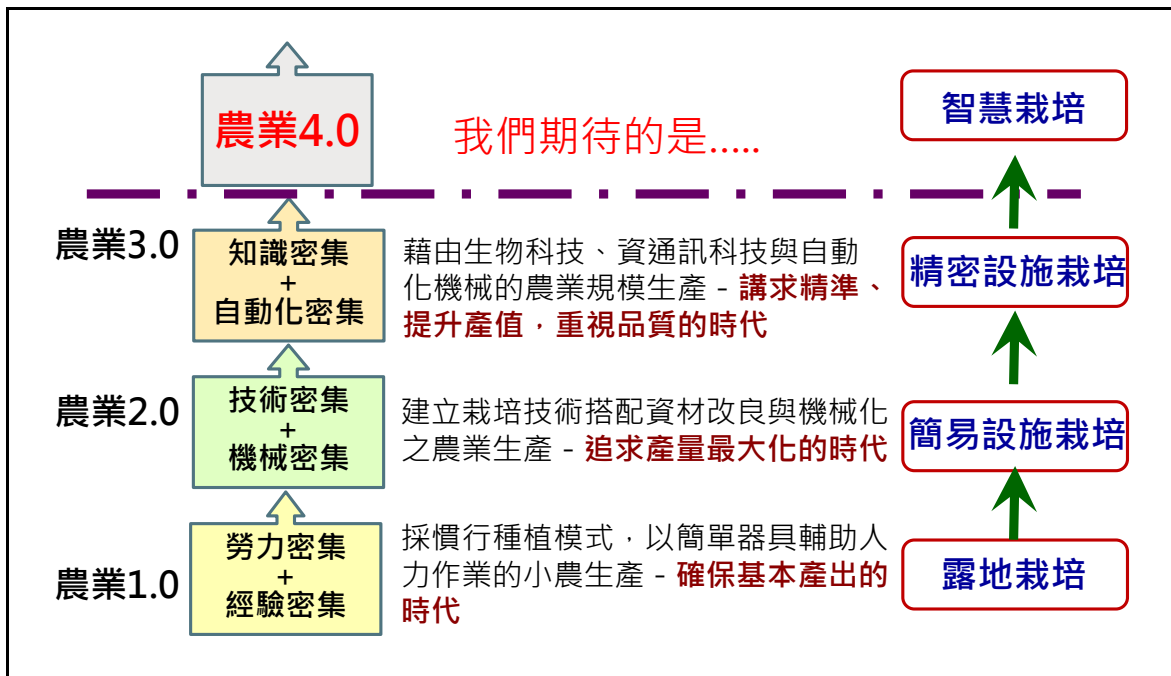 農業4.0
我們期待的是.....
智慧栽培
農業3.0
知識密集
+
自動化密集
藉由生物科技、資通訊科技與自動
化機械的農業規模生產 - 講求精準、
提升產值，重視品質的時代
精密設施栽培
農業2.0
技術密集
+
機械密集
建立栽培技術搭配資材改良與機械化
之農業生產 - 追求產量最大化的時代
簡易設施栽培
農業1.0
勞力密集
+
經驗密集
採慣行種植模式，以簡單器具輔助人
力作業的小農生產 - 確保基本產出的
時代
露地栽培